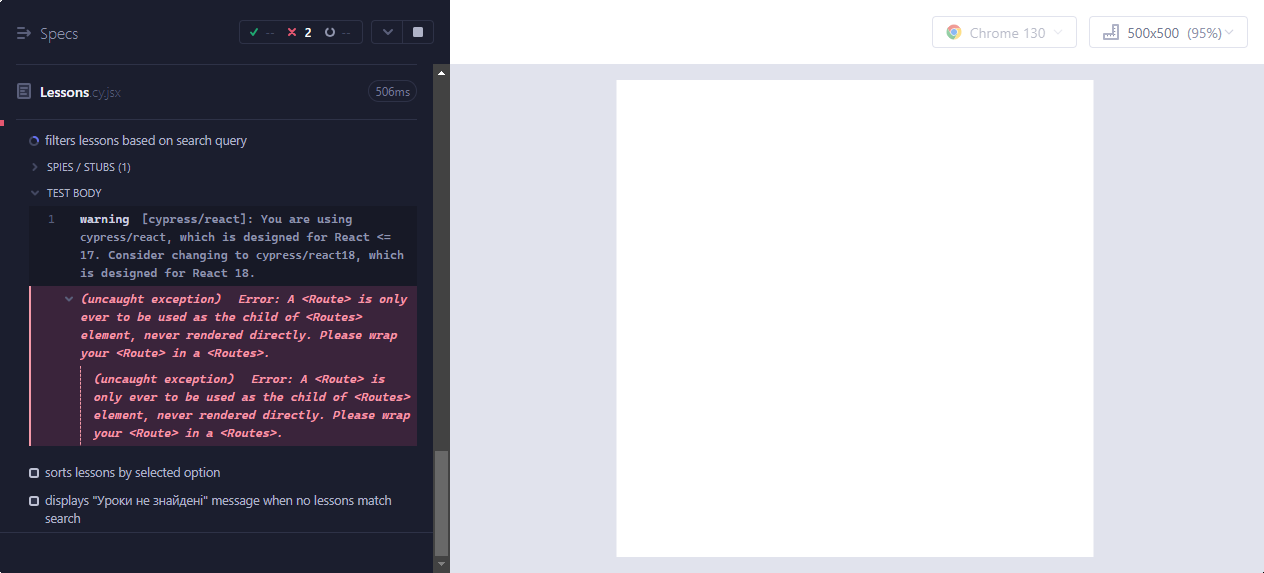 Specs
-- 2 --
Chrome 130
500x500 (95%)
Lessons.cy.jsx
506ms
filters lessons based on search query
SPIES / STUBS (1)
TEST BODY
1 warning [cypress/react]: You are using
cypress/react, which is designed for React <=
17. Consider changing to cypress/react18, which
is designed for React 18.
(uncaught exception) Error: A <Route> is only
ever to be used as the child of <Routes>
element, never rendered directly. Please wrap
your <Route> in a <Routes>.
(uncaught exception) Error: A <Route> is
only ever to be used as the child of <Routes>
element, never rendered directly. Please wrap
your <Route> in a <Routes>.
sorts lessons by selected option
displays "Уроки не знайдені" message when no lessons match
search